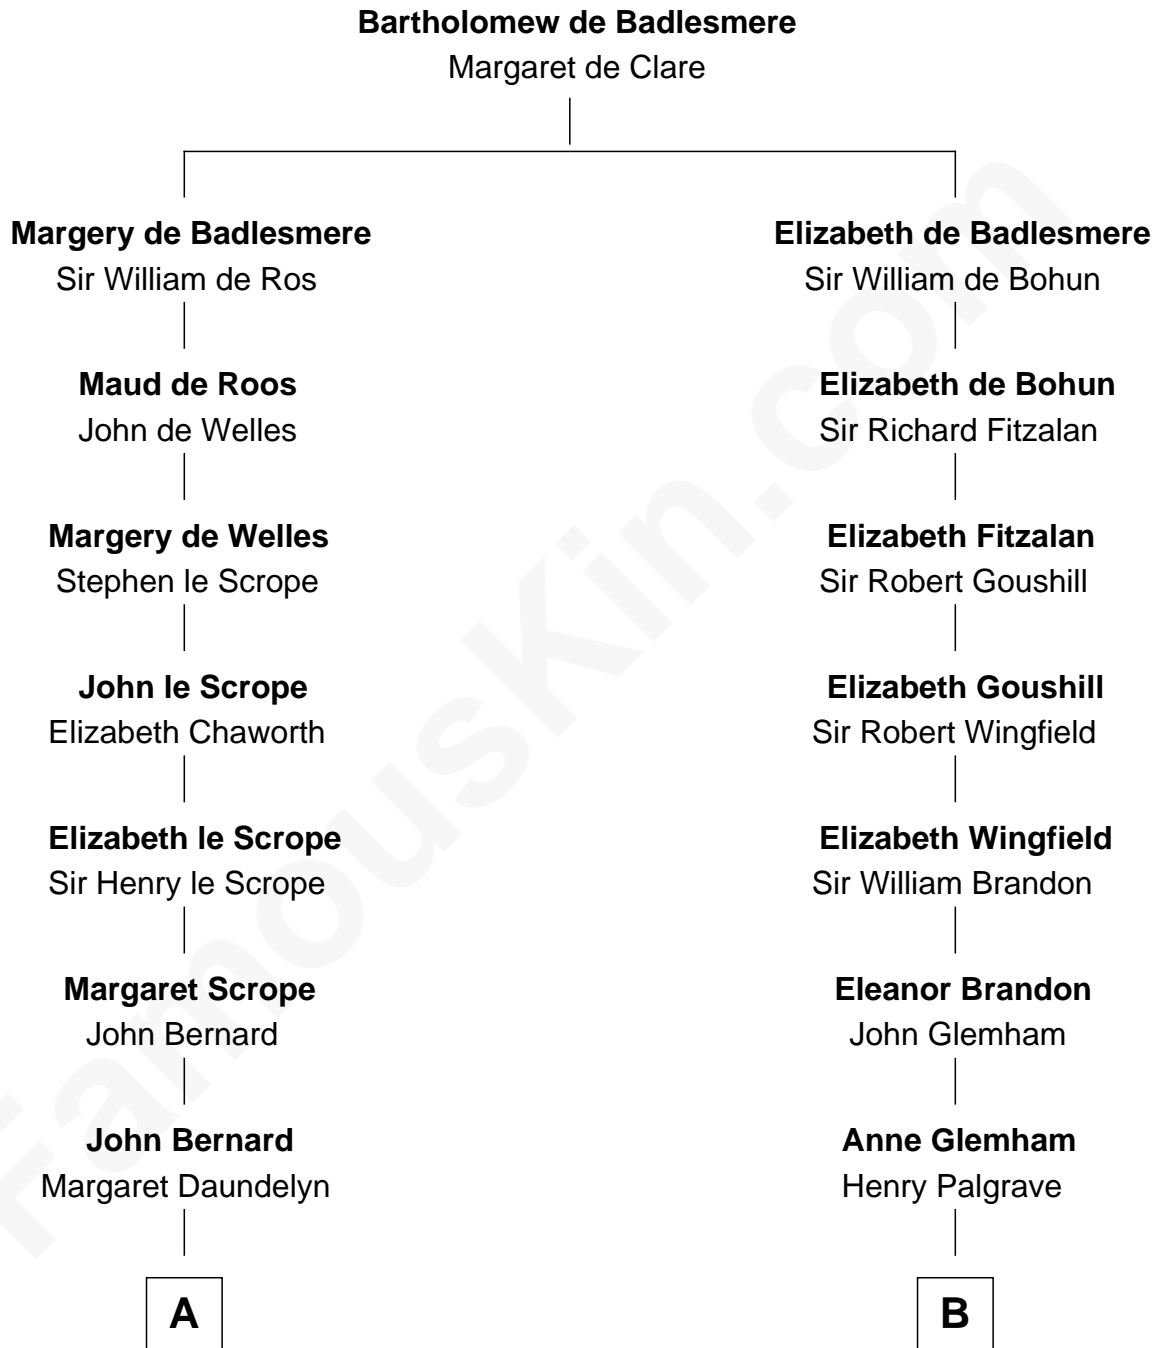 Bartholomew de Badlesmere
Margaret de Clare
Margery de Badlesmere
Sir William de Ros
Elizabeth de Badlesmere
Sir William de Bohun
Maud de Roos
John de Welles
Elizabeth de Bohun
Sir Richard Fitzalan
Margery de Welles
Stephen le Scrope
Elizabeth Fitzalan
Sir Robert Goushill
John le Scrope
Elizabeth Chaworth
Elizabeth Goushill
Sir Robert Wingfield
Elizabeth le Scrope
Sir Henry le Scrope
Elizabeth Wingfield
Sir William Brandon
Margaret Scrope
John Bernard
Eleanor Brandon
John Glemham
John Bernard
Margaret Daundelyn
Anne Glemham
Henry Palgrave
A
B
FamousKin.com